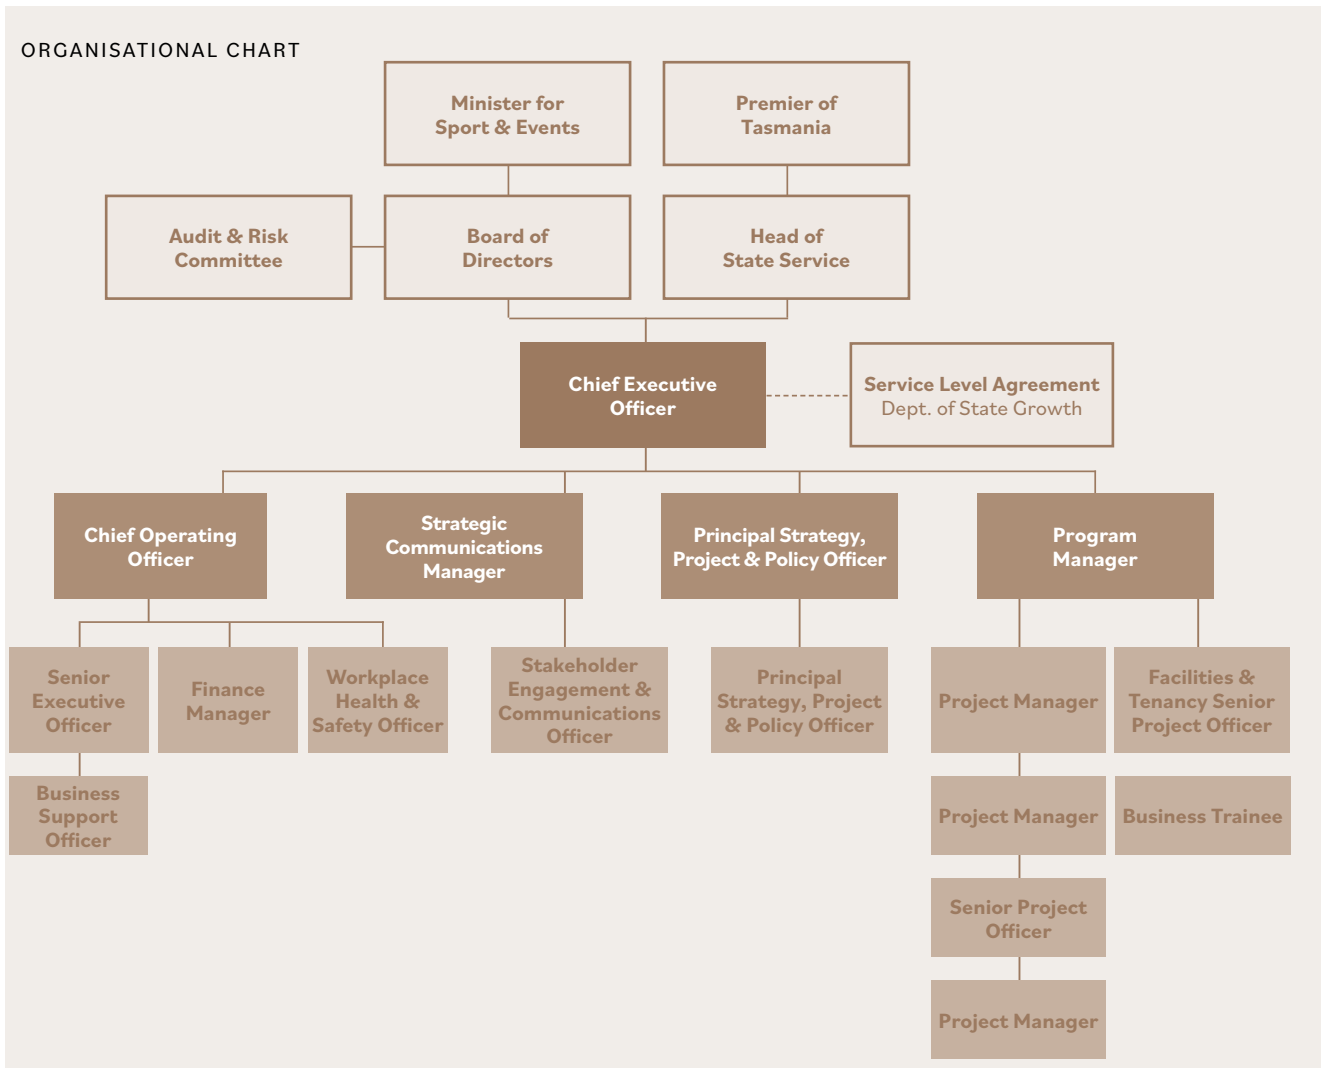 ORGANISATIONAL CHART
Minister for
Sport & Events
Premier of
Tasmania
Audit & Risk
Committee
Board of
Directors
Head of
State Service
Chief Executive
Officer
Service Level Agreement
Dept. of State Growth
Chief Operating
Officer
Strategic
Communications
Manager
Principal Strategy,
Project & Policy Officer
Program
Manager
Senior
Executive
Officer
Finance
Manager
Workplace
Health &
Safety Officer
Stakeholder
Engagement &
Communications
Officer
Principal
Strategy, Project
& Policy Officer
Project Manager
Facilities &
Tenancy Senior
Project Officer
Business
Support
Officer
Project Manager
Business Trainee
Senior Project
Officer
Project Manager